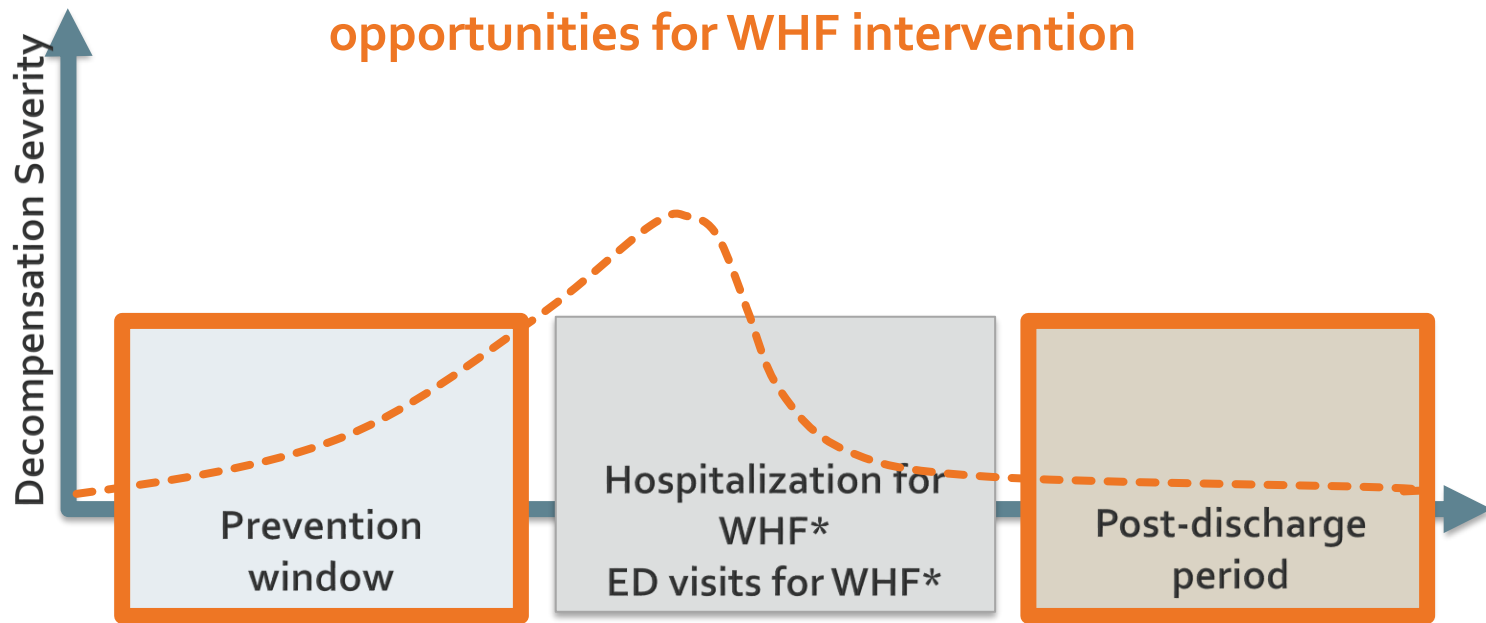 opportunities for WHF intervention
Decompensation Severity
Prevention
window
Hospitalization for
WHF*
ED visits for WHF*
Post-discharge
period